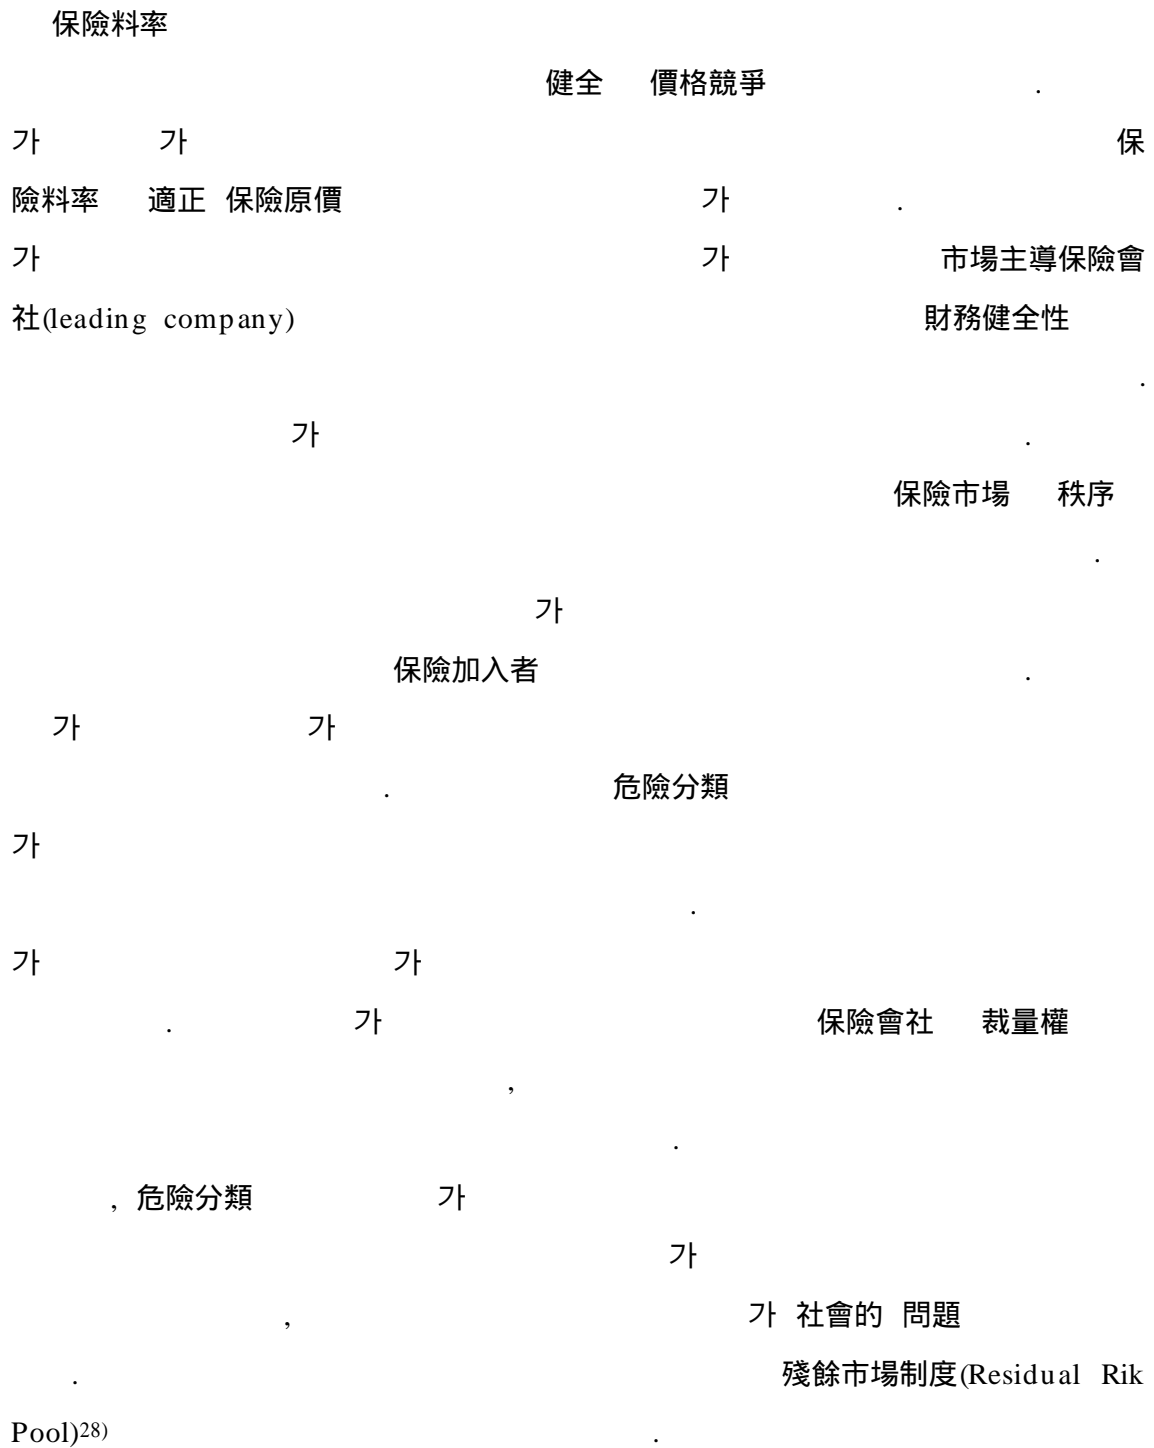 保險料率
健全 價格競爭 .
가 가 保
險料率 適正 保險原價 가 .
가 가 市場主導保險會
社(leading company) 財務健全性
.
가 .
保險市場 秩序
.
가
保險加入者 .
가 가
. 危險分類
가
.
가 가
. 가 保險會社 裁量權
,
.
, 危險分類 가
가
, 가 社會的 問題
. 殘餘市場制度(Residual Rik
Pool)28) .